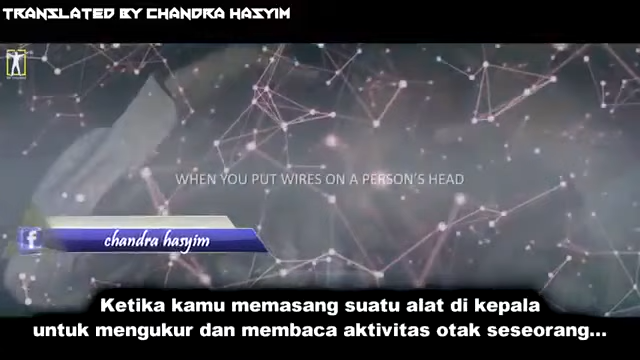 TRANSLATED BY CHANDRA HASYIM
WHEN YOU PUT WIRES ON A PERSON'S HEAD
chandra hasyim
Ketika kamu memasang suatu alat di kepala
untuk mengukur dan membaca aktivitas otak seseorang...